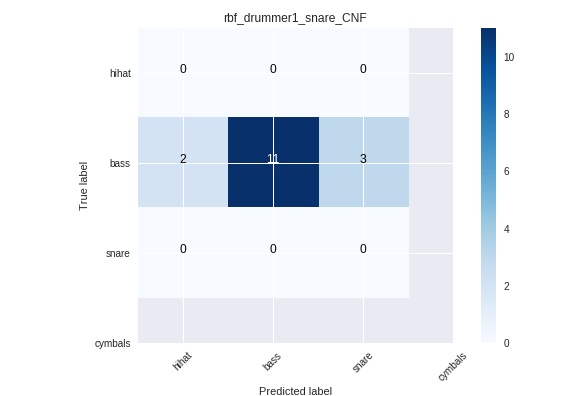 rbf_drummer1_snare_CNF
hihat 0 0 0
bass 2 11 3
snare 0 0 0
cymbals
hihat bass snare cymbals
Predicted label
True label
10
8
6
4
2
0